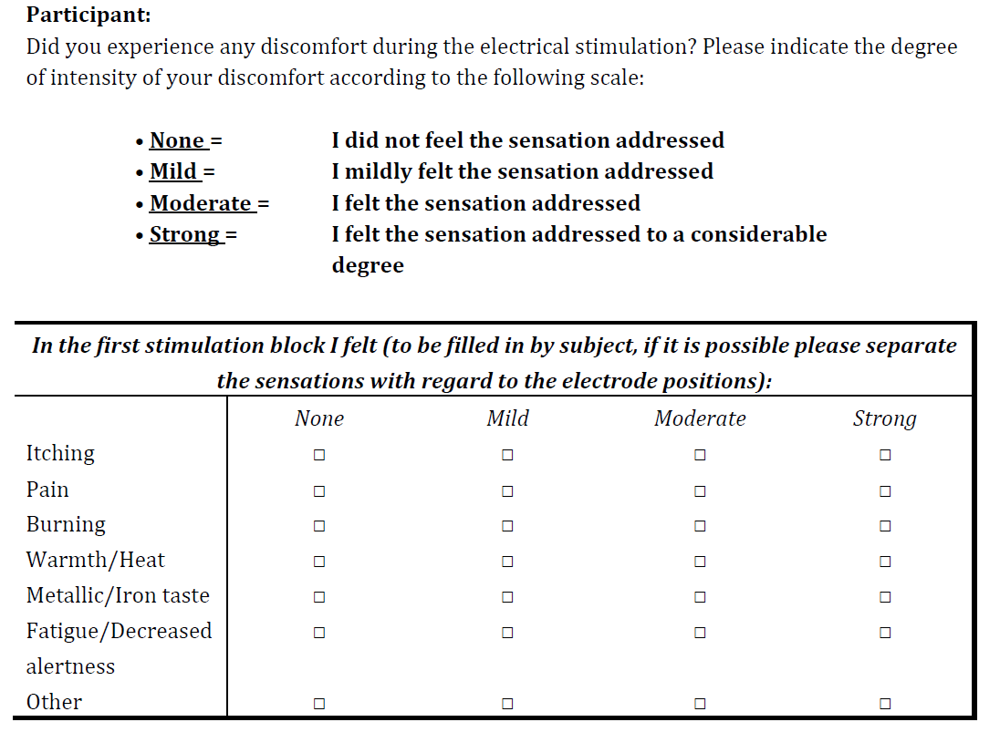 Participant:
Did you experience any discomfort during the electrical stimulation? Please indicate the degree
of intensity of your discomfort according to the following scale:
• None = I did not feel the sensation addressed
• Mild = I mildly felt the sensation addressed
• Moderate = I felt the sensation addressed
• Strong = I felt the sensation addressed to a considerable
degree
In the first stimulation block I felt (to be filled in by subject, if it is possible please separate
the sensations with regard to the electrode positions):
None Mild Moderate Strong
Itching □ □ □ □
Pain □ □ □ □
Burning □ □ □ □
Warmth/Heat □ □ □ □
Metallic/Iron taste □ □ □ □
Fatigue/Decreased □ □ □ □
alertness
Other □ □ □ □